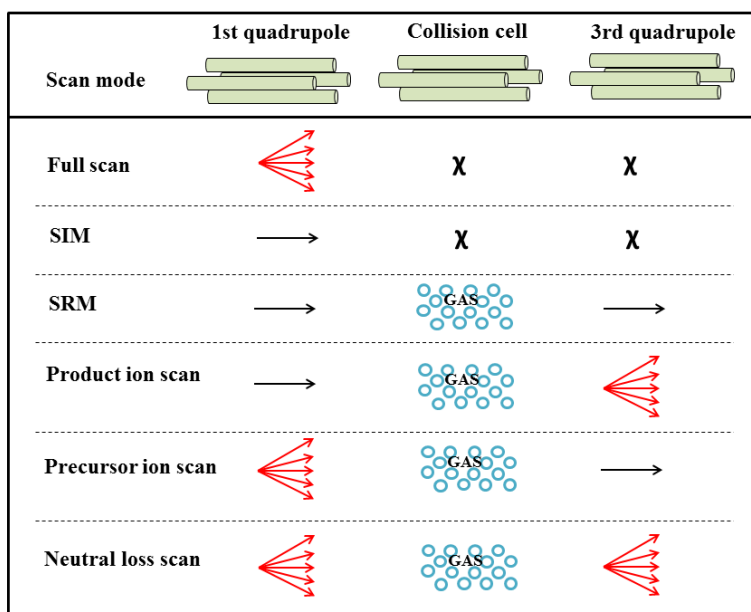 1st quadrupole Collision cell 3rd quadrupole
Scan mode
Full scan χ χ
SIM χ χ
SRM GAS
Product ion scan GAS
Precursor ion scan GAS
Neutral loss scan GAS